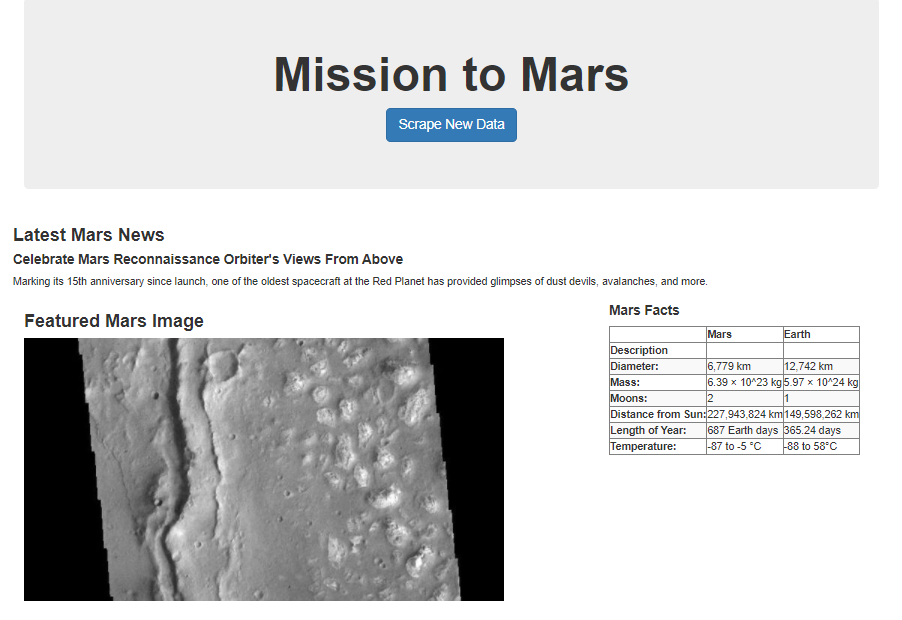 Mission to Mars
Scrape New Data
Latest Mars News
Celebrate Mars Reconnaissance Orbiter's Views From Above
Marking its 15th anniversary since launch, one of the oldest spacecraft at the Red Planet has provided glimpses of dust devils, avalanches, and more.
Featured Mars Image
Mars Facts
Mars Earth
Description
Diameter: 6,779 km 12,742 km
Mass: 6.39 × 10^23 kg 5.97 × 10^24 kg
Moons: 2 1
Distance from Sun: 227,943,824 km 149,598,262 km
Length of Year: 687 Earth days 365.24 days
Temperature: -87 to -5 °C -88 to 58°C